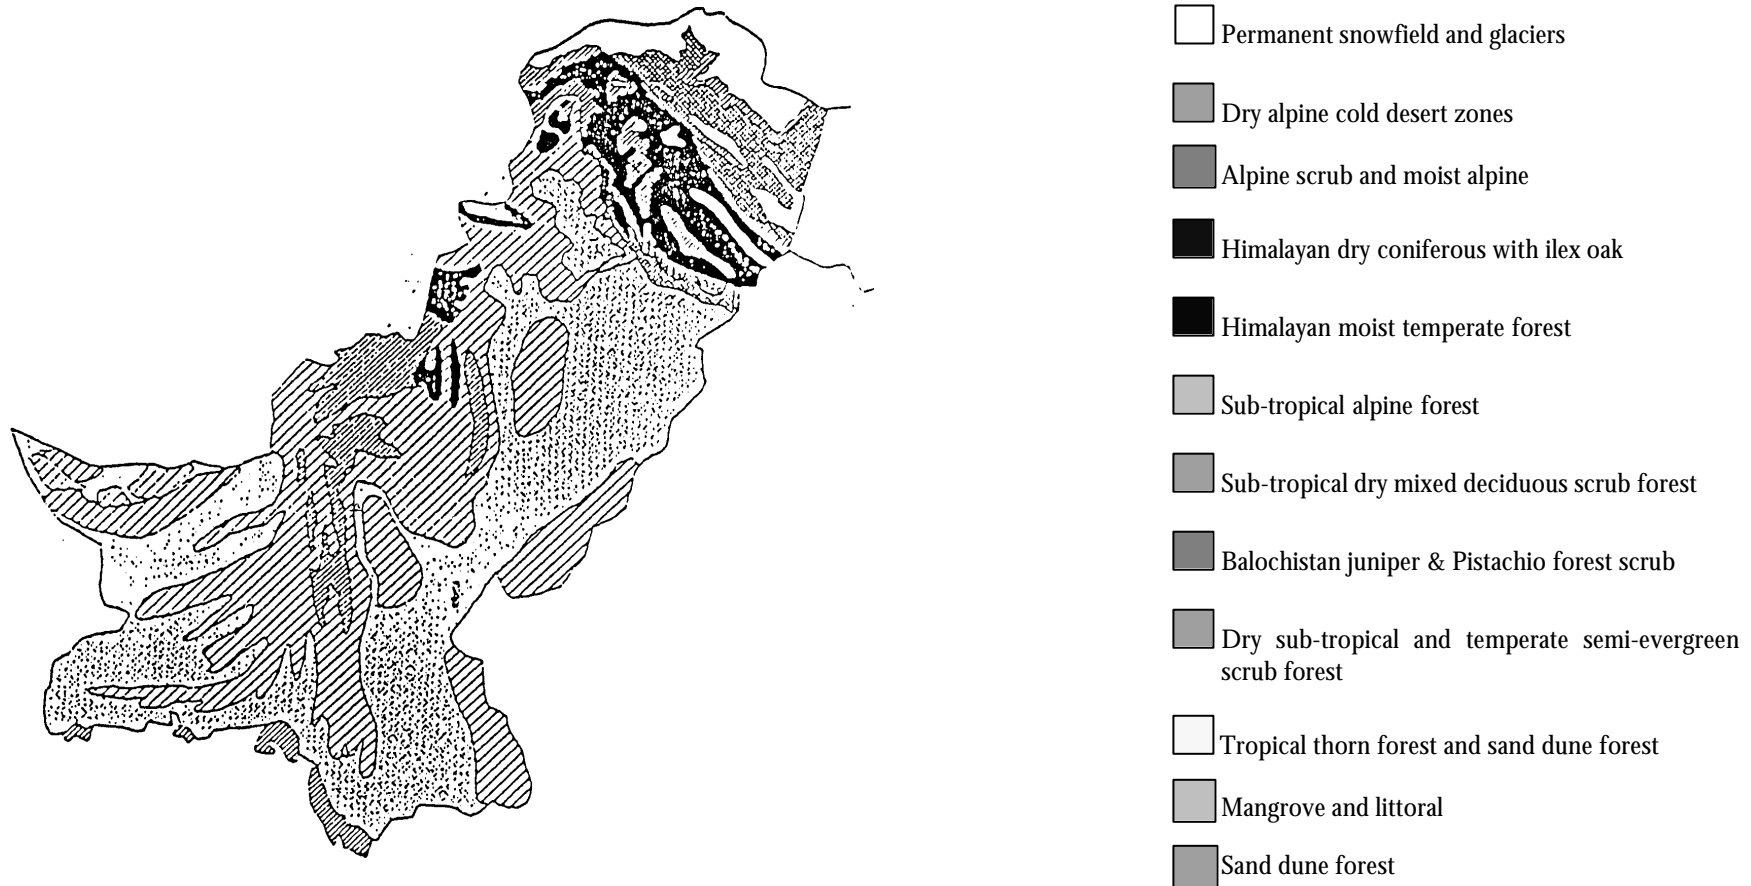 Permanent snowfield and glaciers
Dry alpine cold desert zones
Alpine scrub and moist alpine
Himalayan dry coniferous with ilex oak
Himalayan moist temperate forest
Sub-tropical alpine forest
Sub-tropical dry mixed deciduous scrub forest
Balochistan juniper & Pistachio forest scrub
Dry sub-tropical and temperate semi-evergreen
scrub forest
Tropical thorn forest and sand dune forest
Mangrove and littoral
Sand dune forest